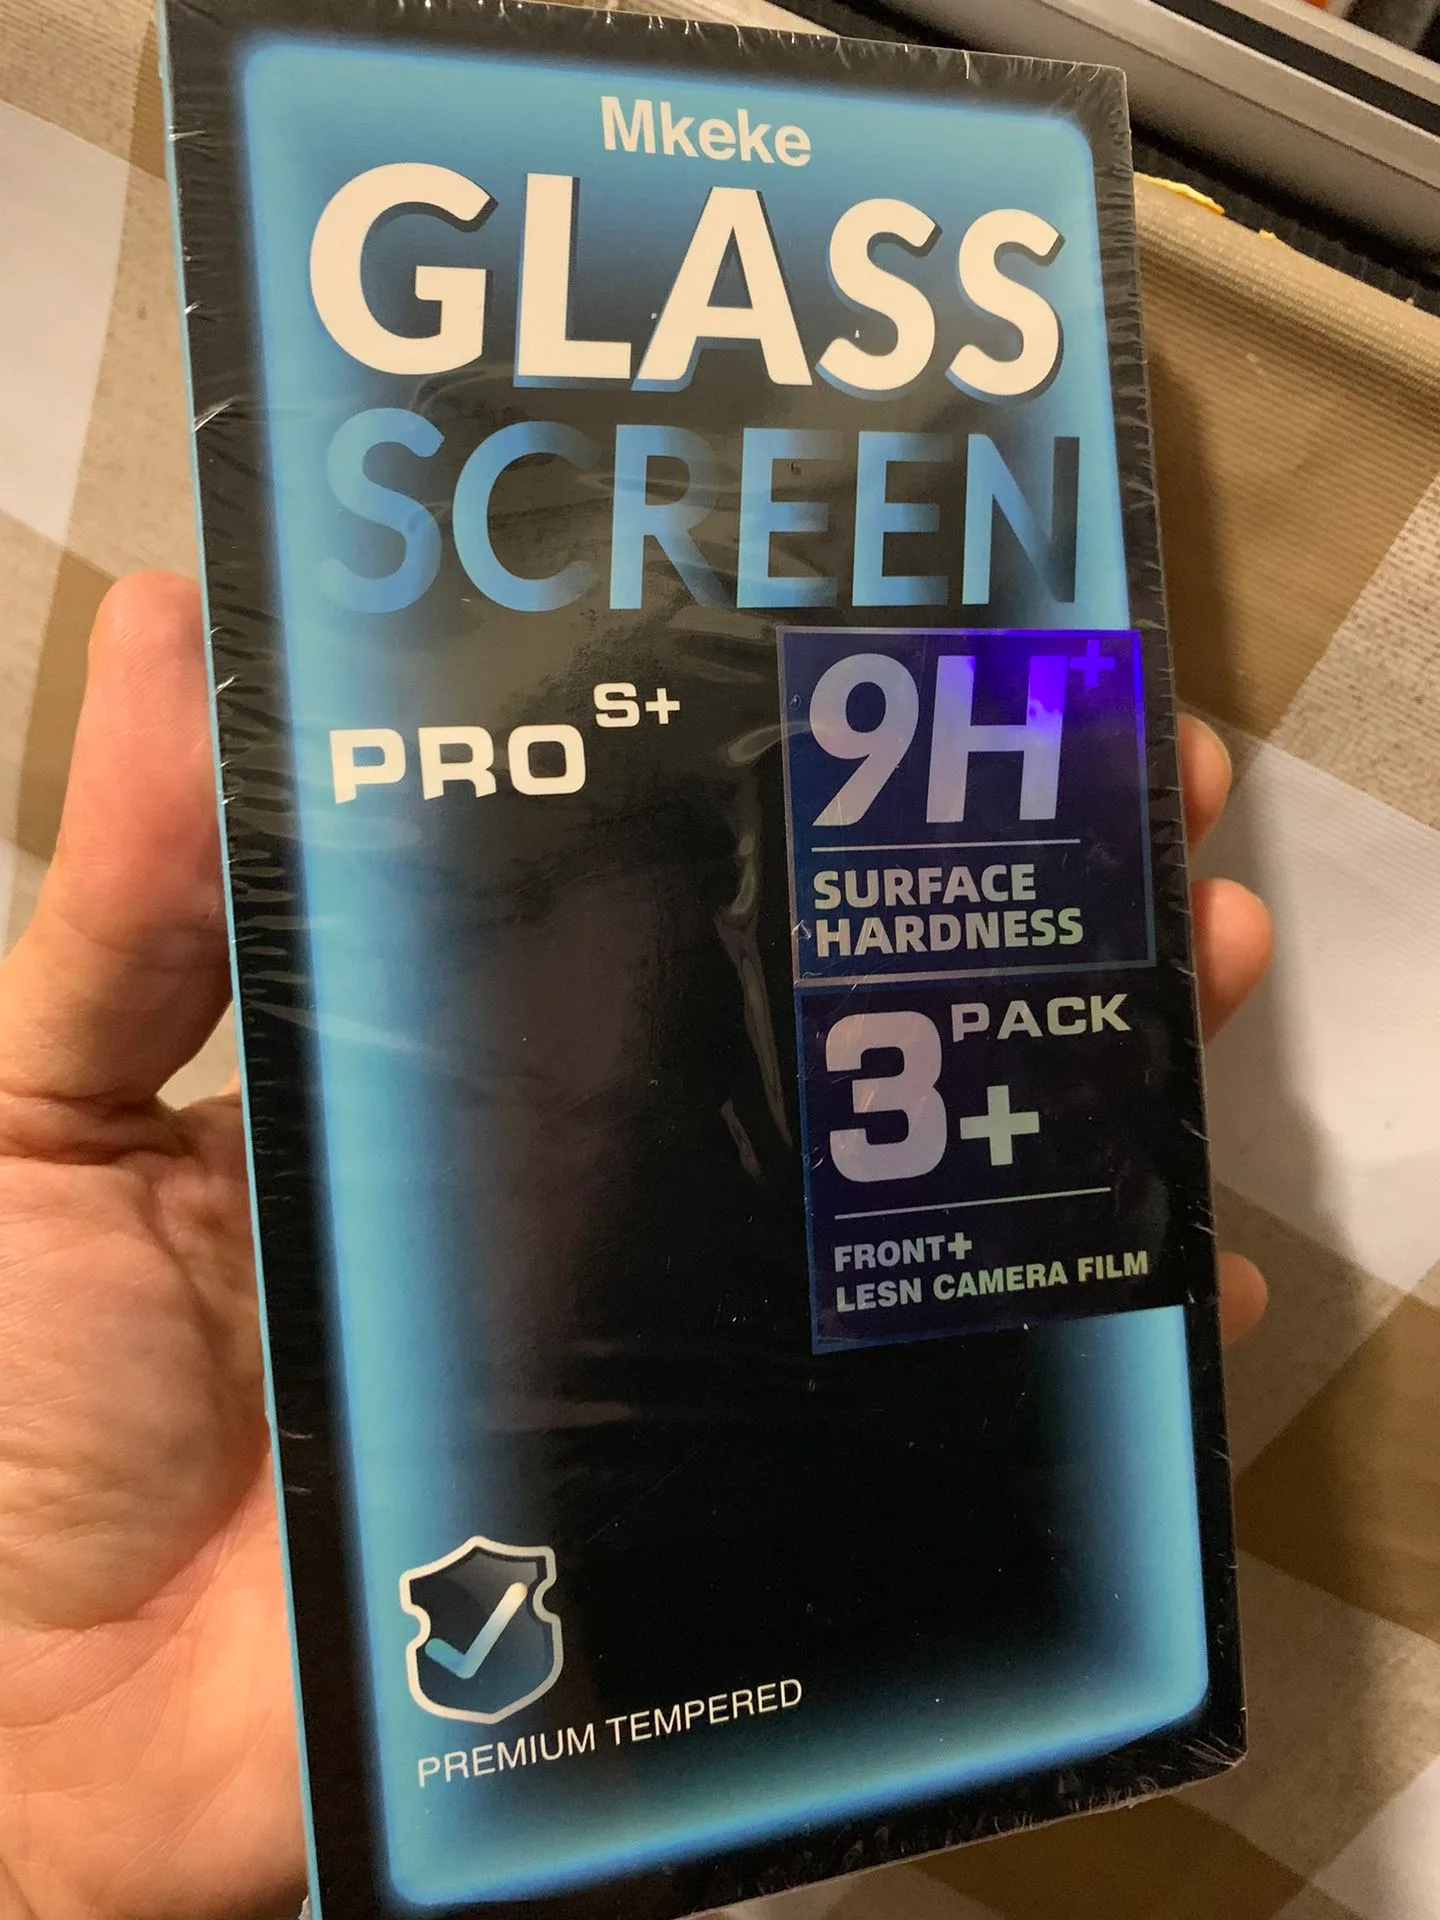 Mkeke
GLASS
SCREEN
PRO S+
9H+
SURFACE
HARDNESS
3+ PACK
FRONT+
LESN CAMERA FILM
PREMIUM TEMPERED